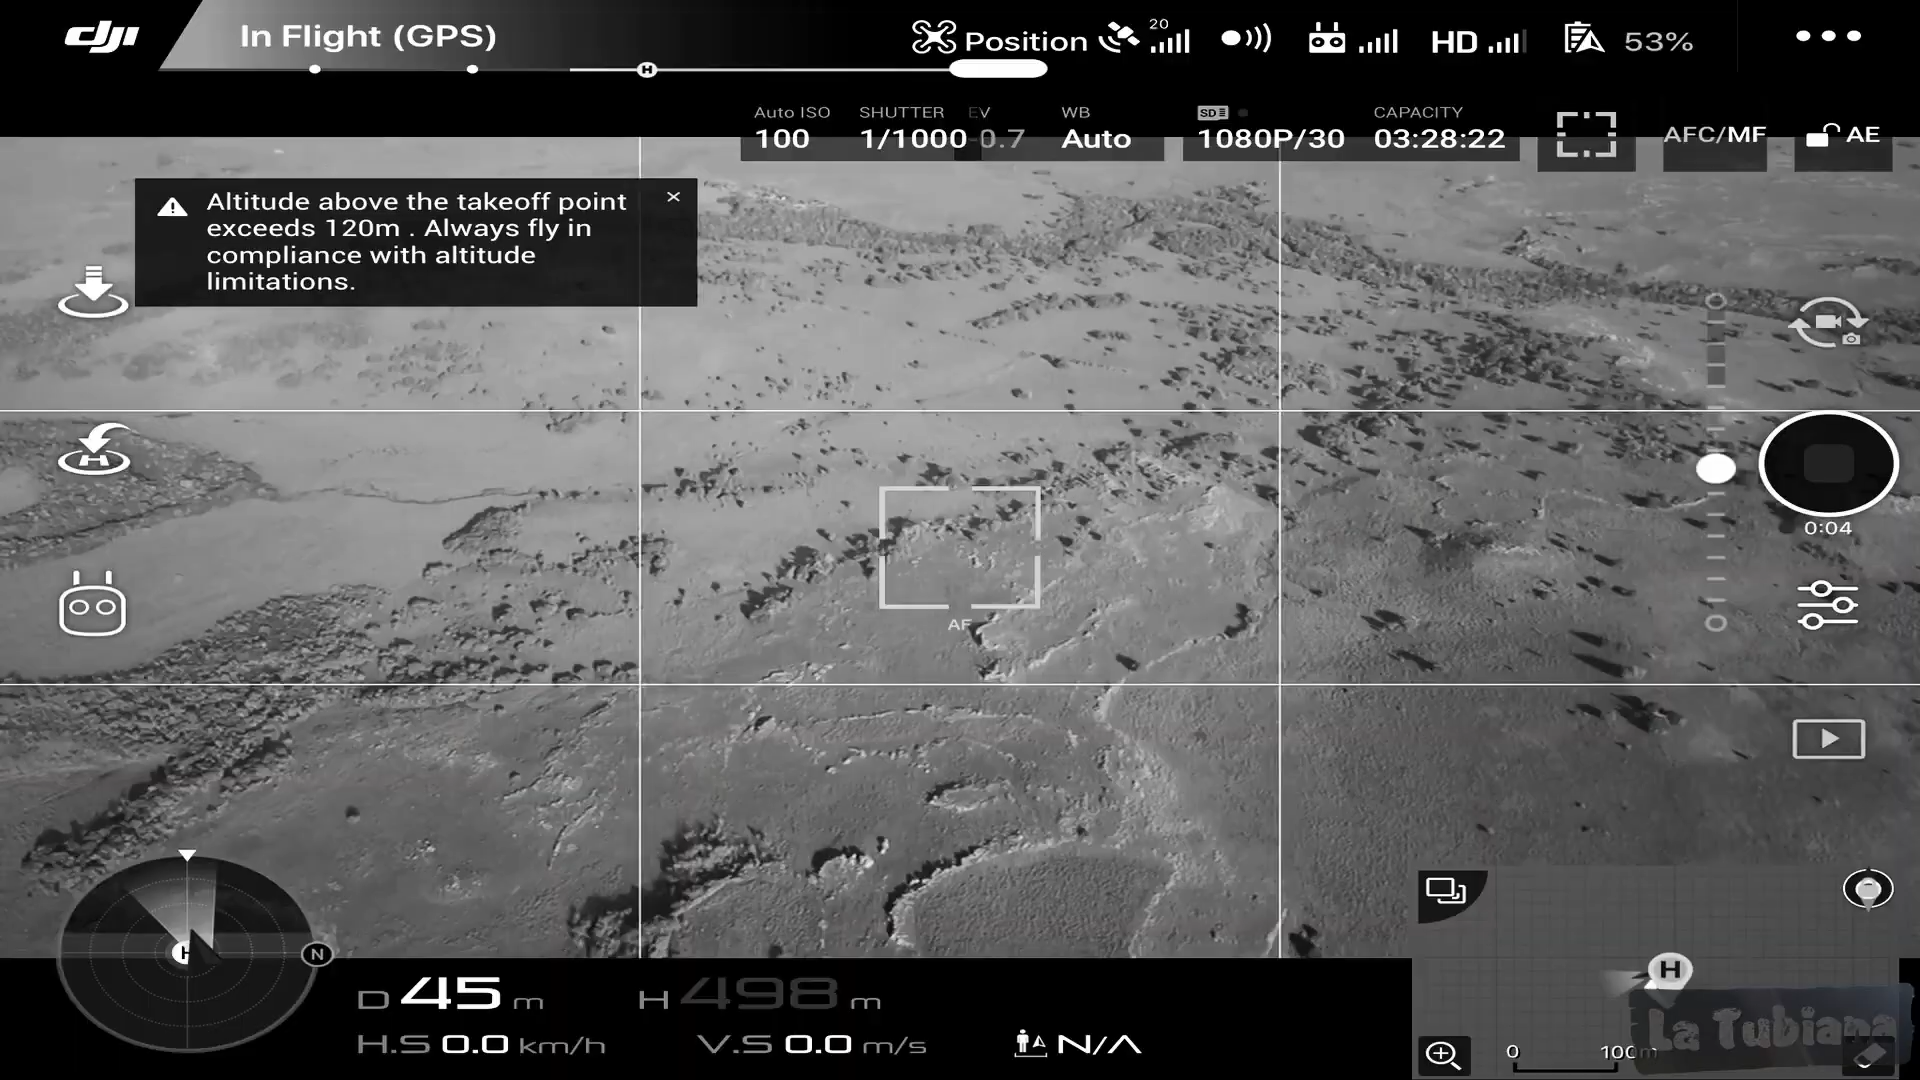 dji In Flight (GPS) Position 20 HD 53%
Auto ISO SHUTTER EV WB SD CAPACITY
100 1/1000 -0.7 Auto 1080P/30 03:28:22 AFC/MF AE
Altitude above the takeoff point
exceeds 120m . Always fly in
compliance with altitude
limitations.
0:04
AF
N
H
H
D 45 m H 498 m
H.S 0.0 km/h V.S 0.0 m/s N/A
0 100m
La Tubiana